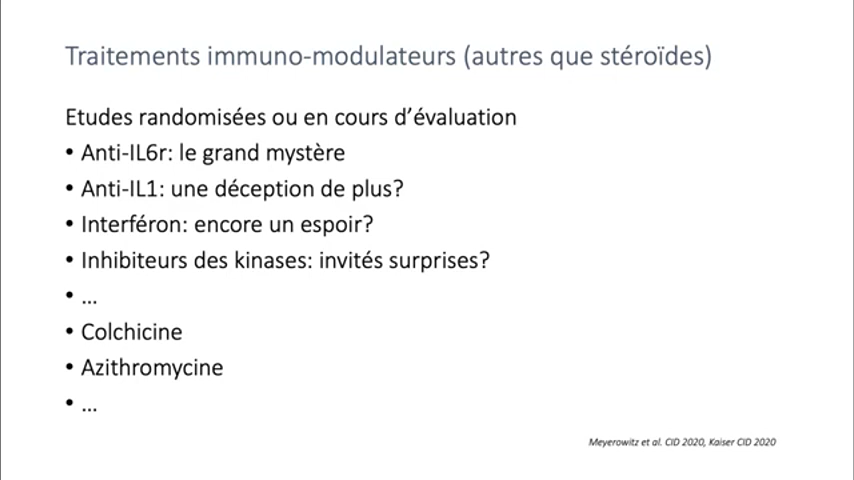 Traitements immuno-modulateurs (autres que stéroïdes)
Etudes randomisées ou en cours d’évaluation
• Anti-IL6r: le grand mystère
• Anti-IL1: une déception de plus?
• Interféron: encore un espoir?
• Inhibiteurs des kinases: invités surprises?
• ...
• Colchicine
• Azithromycine
• ...
Meyerowitz et al. CID 2020, Kaiser CID 2020